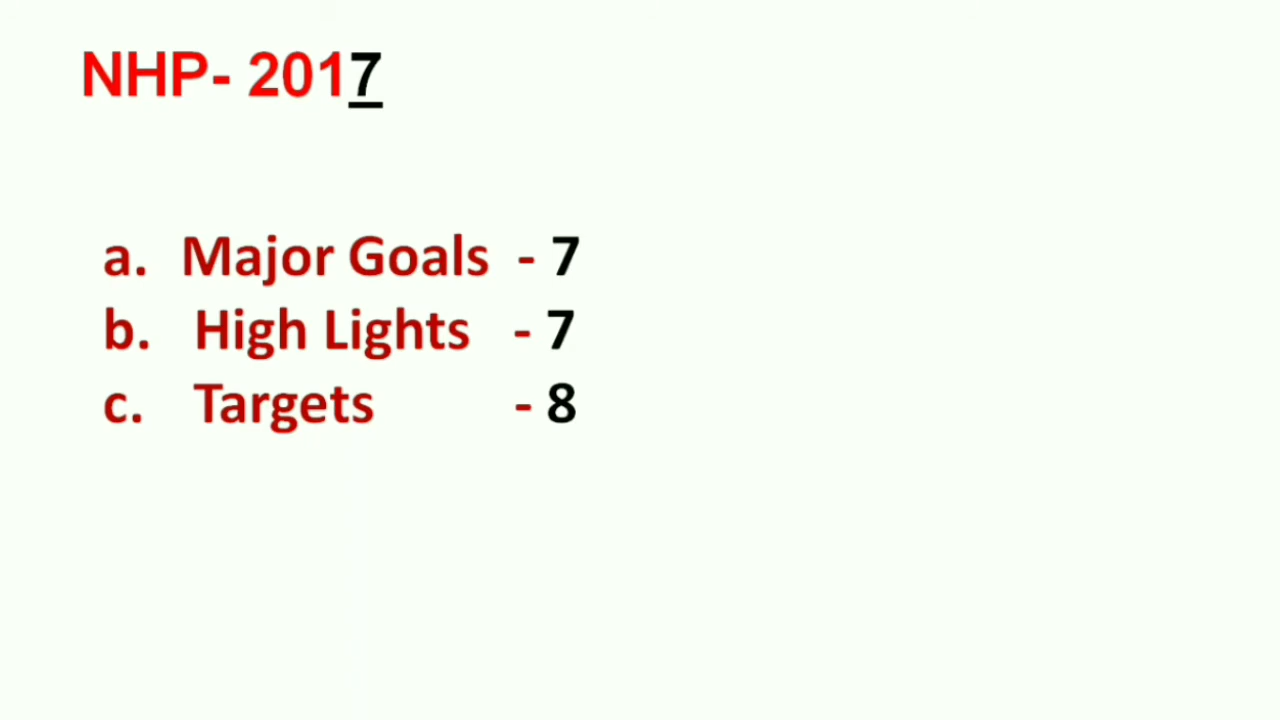 NHP- 2017
a. Major Goals - 7
b. High Lights - 7
c. Targets - 8